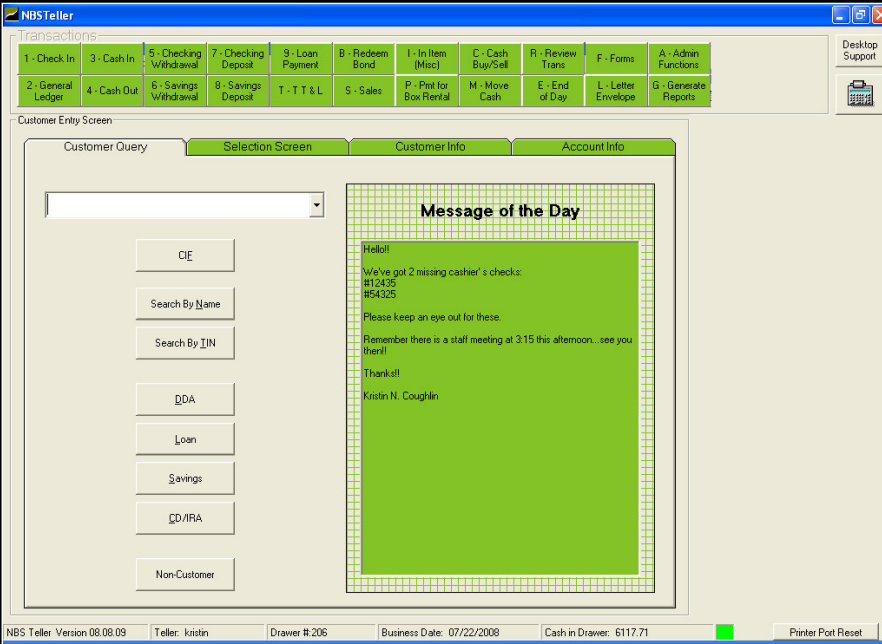 NBSTeller
Transactions
1 - Check In
3 - Cash In
5 - Checking
Withdrawal
7 - Checking
Deposit
9 - Loan
Payment
B - Redeem
Bond
I - In Item
(Misc)
C - Cash
Buy/Sell
R - Review
Trans
F - Forms
A - Admin
Functions
Desktop
Support
2 - General
Ledger
4 - Cash Out
6 - Savings
Withdrawal
8 - Savings
Deposit
T - T T & L
S - Sales
P - Pmt for
Box Rental
M - Move
Cash
E - End
of Day
L - Letter
Envelope
G - Generate
Reports
Customer Entry Screen
Customer Query
Selection Screen
Customer Info
Account Info
CIF
Search By Name
Search By TIN
DDA
Loan
Savings
CD/IRA
Non-Customer
Message of the Day
Hello!!
We've got 2 missing cashier' s checks:
#12435
#54325
Please keep an eye out for these.
Remember there is a staff meeting at 3:15 this afternoon...see you
then!!
Thanks!!
Kristin N. Coughlin
NBS Teller Version 08.08.09
Teller: kristin
Drawer #:206
Business Date: 07/22/2008
Cash in Drawer: 6117.71
Printer Port Reset